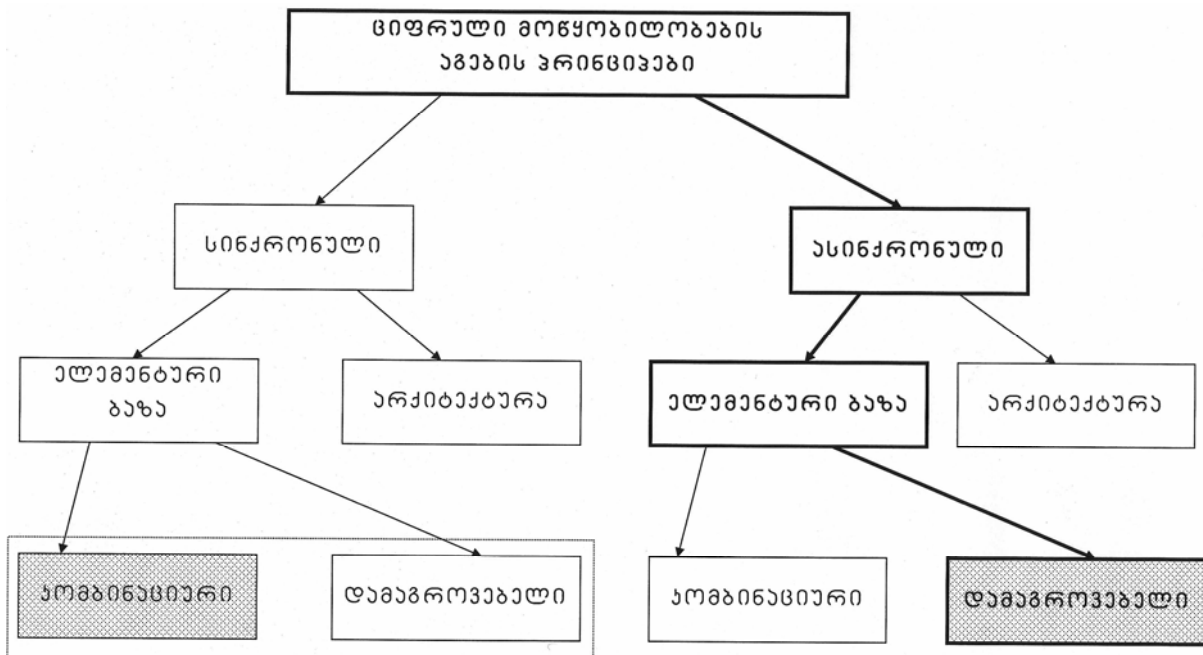 ციფრული მოწყობილობების
აგების პრინციპები
სინქრონული
ასინქრონული
ელემენტური
ბაზა
არქიტექტურა
ელემენტური ბაზა
არქიტექტურა
კომბინაციური
დამაგროვებელი
კომბინაციური
დამაგროვებელი